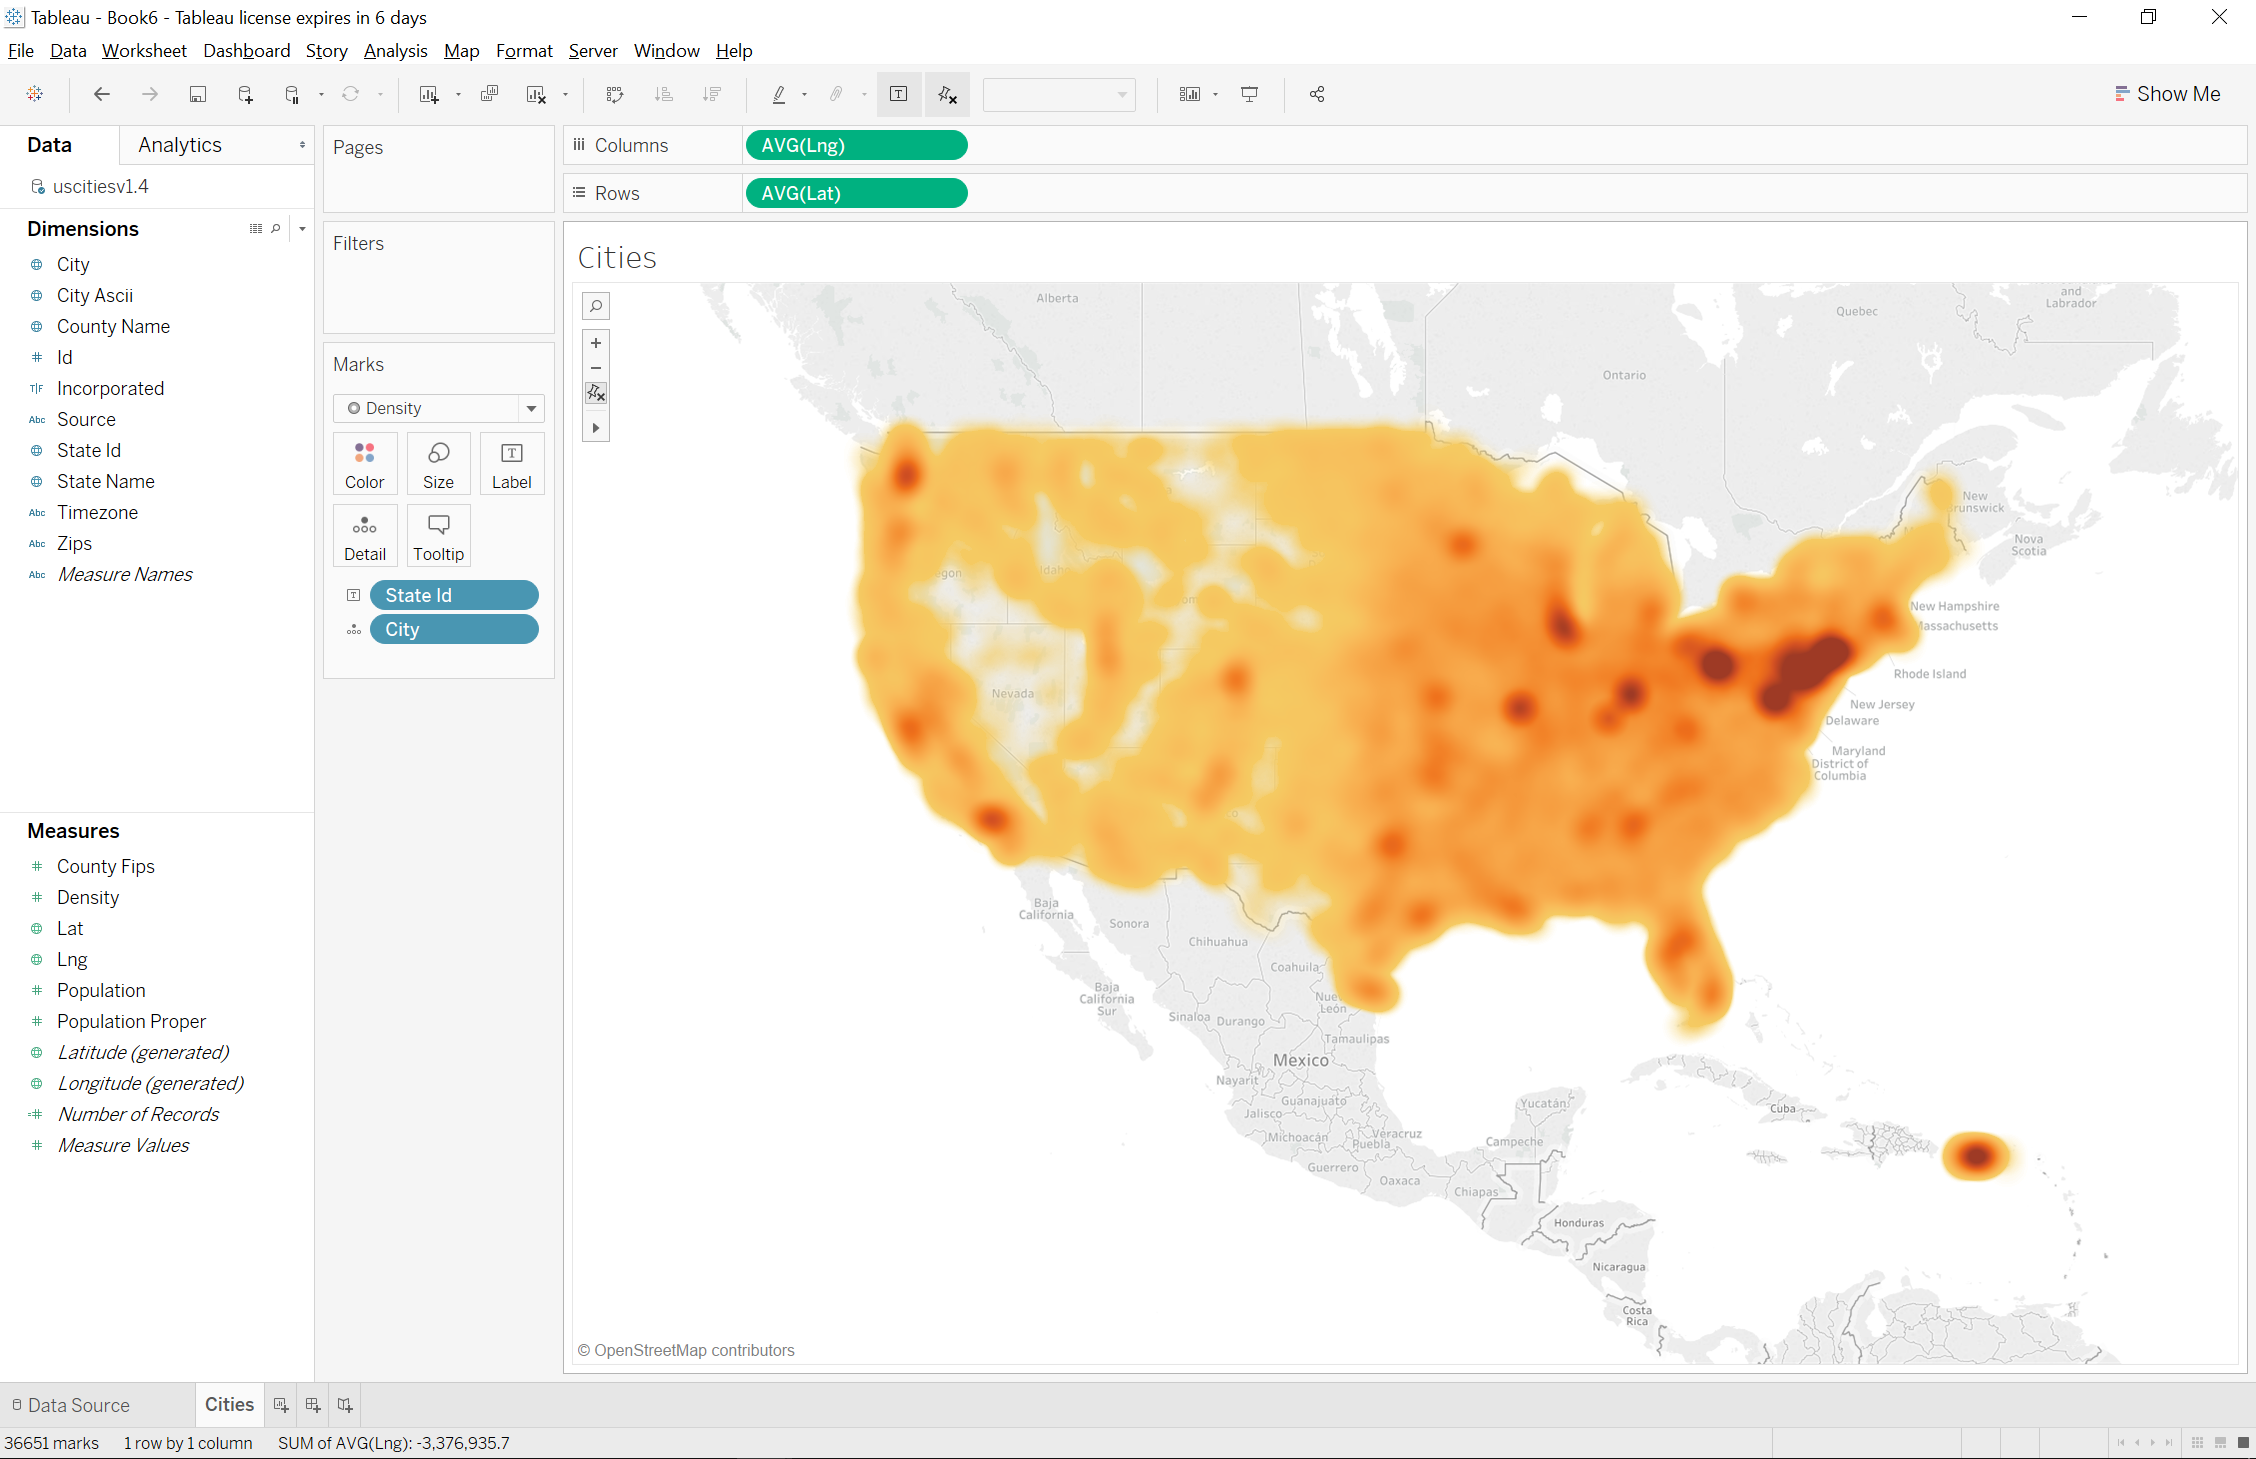 Tableau - Book6 - Tableau license expires in 6 days
File Data Worksheet Dashboard Story Analysis Map Format Server Window Help
Show Me
Data Analytics
uscitiesv1.4
Dimensions
City
City Ascii
County Name
Id
T|F Incorporated
Abc Source
State Id
State Name
Abc Timezone
Abc Zips
Abc Measure Names
Measures
County Fips
Density
Lat
Lng
Population
Population Proper
Latitude (generated)
Longitude (generated)
Number of Records
Measure Values
Pages
Filters
Marks
Density
Color Size Label
Detail Tooltip
State Id
City
Columns AVG(Lng)
Rows AVG(Lat)
Cities
Alberta
and
Labrador
Quebec
Ontario
New
Brunswick
Nova
Scotia
Idaho
New Hampshire
Massachusetts
Rhode Island
Nevada
New Jersey
Delaware
Maryland
District of
Columbia
Baja
California
Sonora
Chihuahua
Coahuila
Baja
California
Sur
León
Sinaloa Durango
Tamaulipas
Mexico
Nayarit
Guanajuato
Jalisco
Yucatán
Cuba
Michoacán
Veracruz
Puebla
Campeche
Guerrero
Oaxaca
Chiapas
Honduras
Nicaragua
Costa
Rica
© OpenStreetMap contributors
Data Source Cities
36651 marks 1 row by 1 column SUM of AVG(Lng): -3,376,935.7